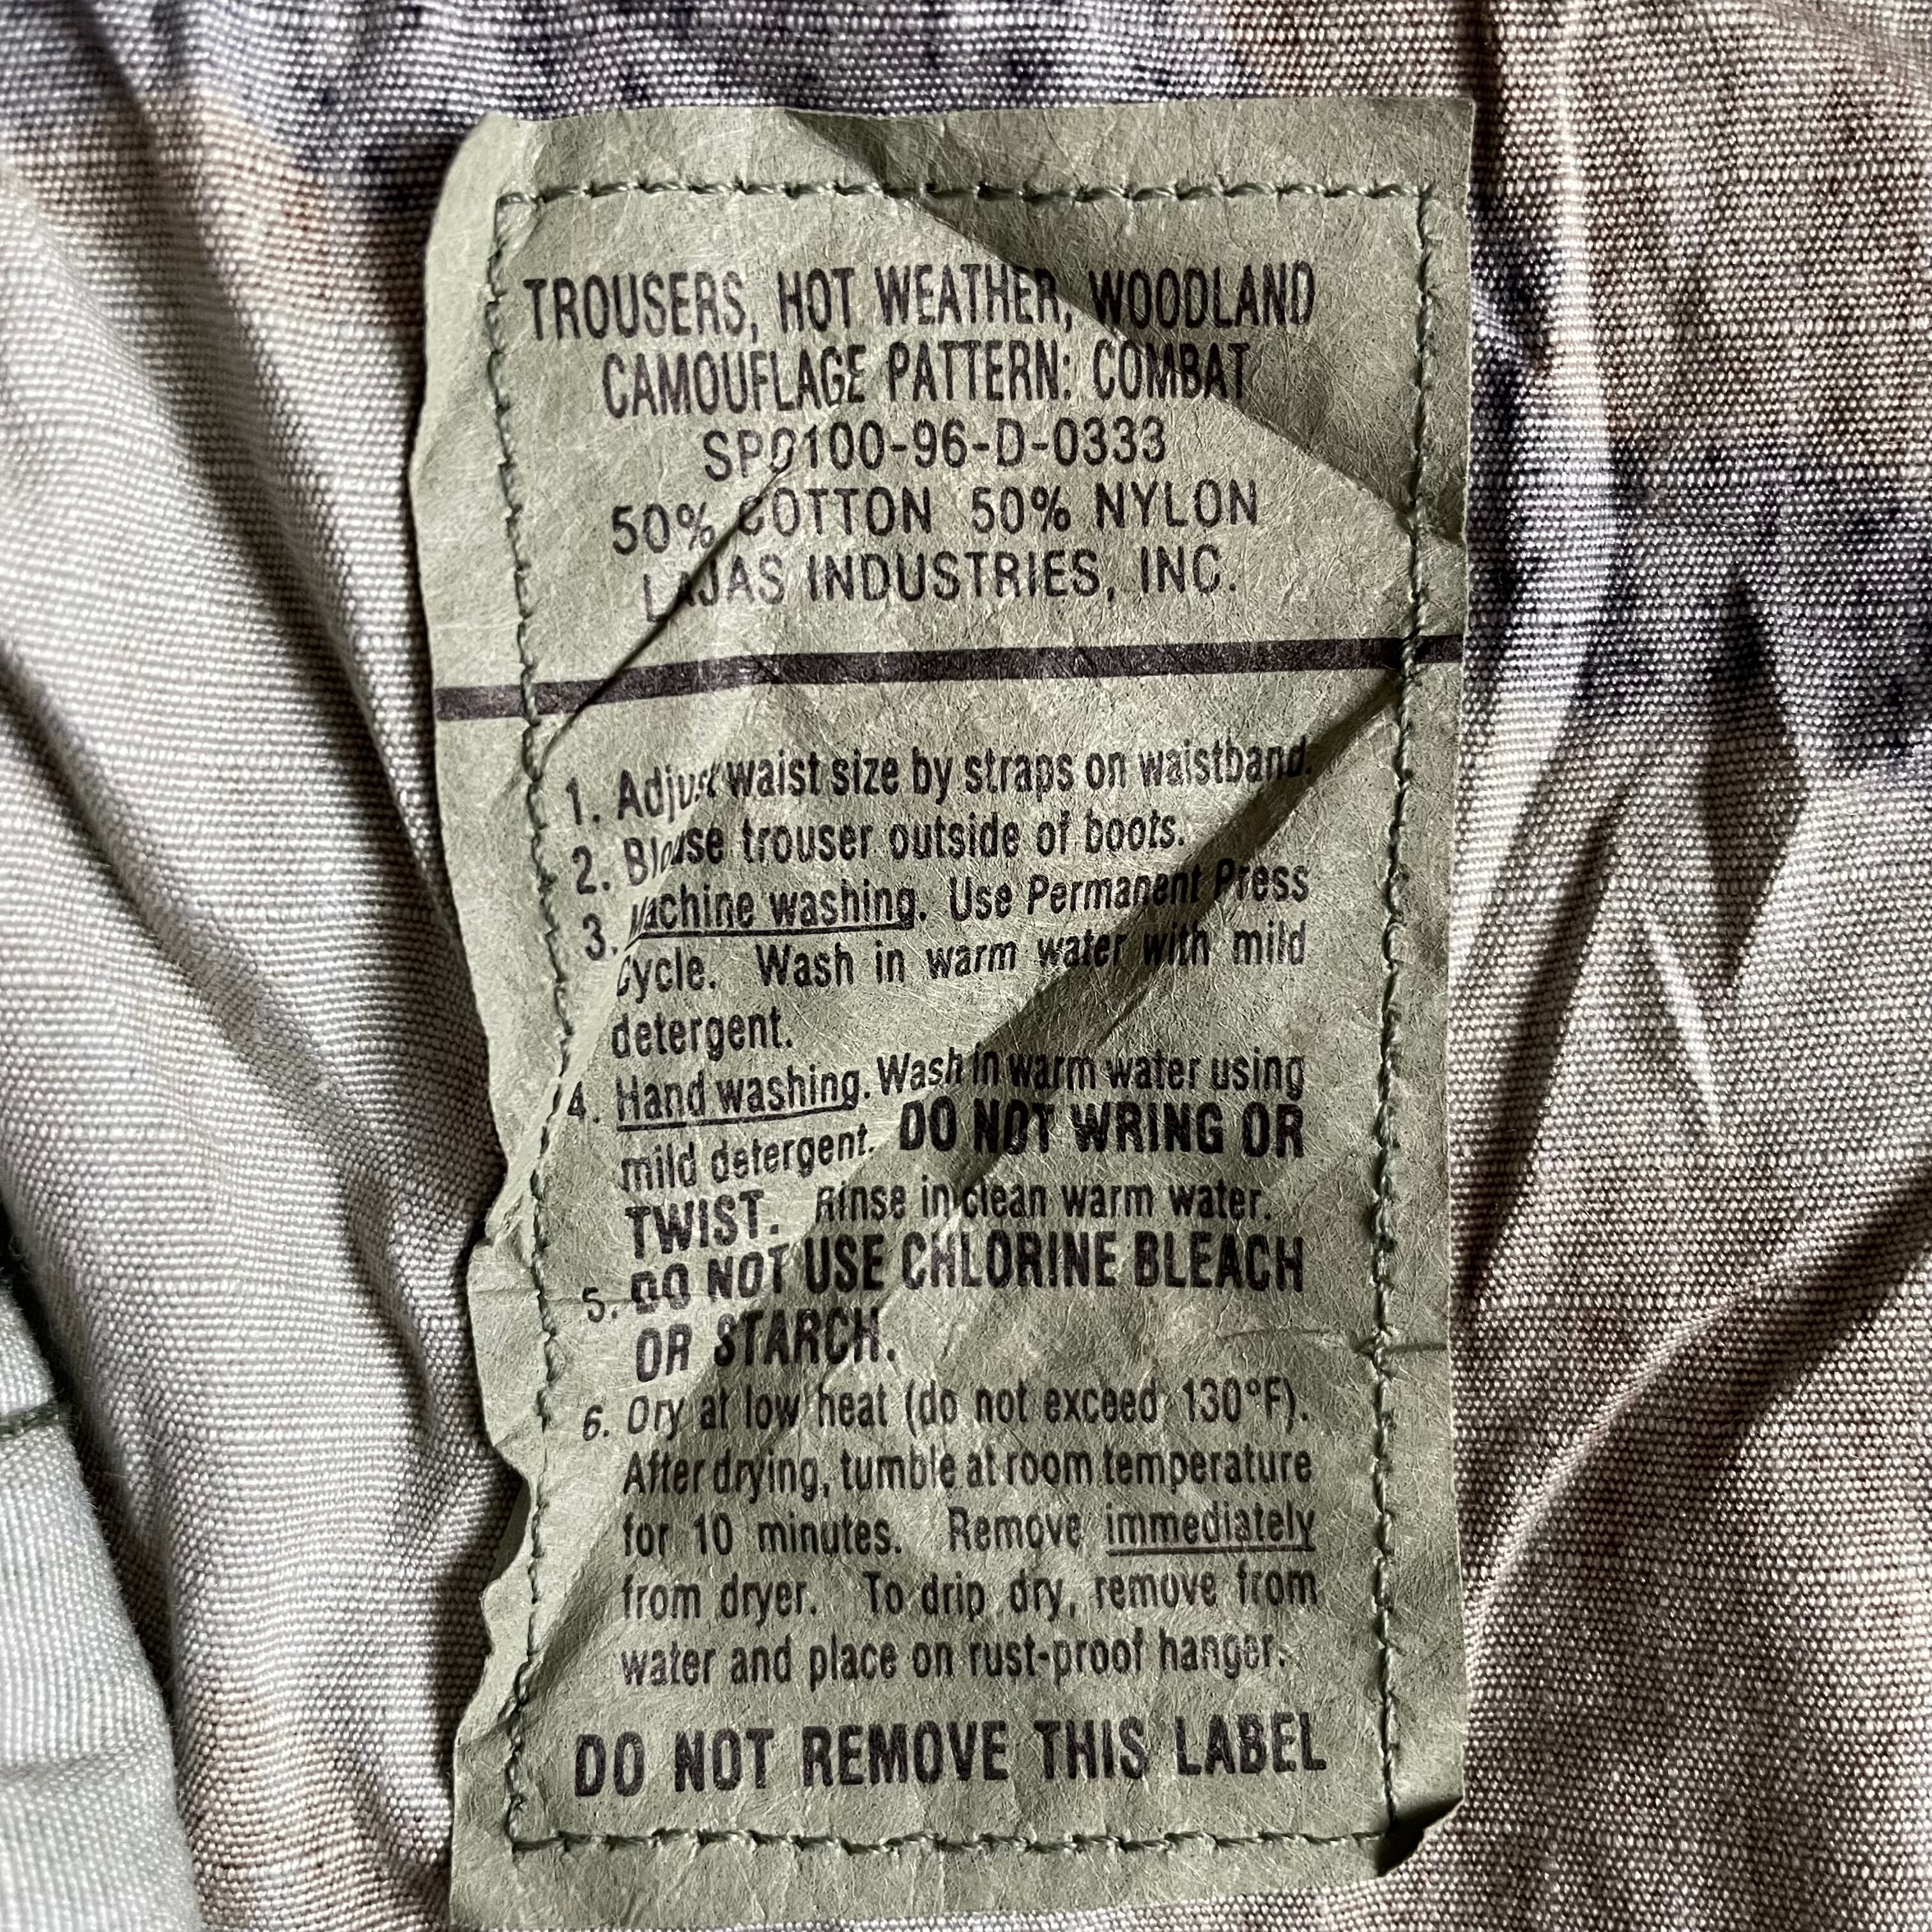 TROUSERS, HOT WEATHER, WOODLAND
CAMOUFLAGE PATTERN: COMBAT
SP0100-96-D-0333
50% COTTON 50% NYLON
LAJAS INDUSTRIES, INC.
1. Adjust waist size by straps on waistband.
2. Blouse trouser outside of boots.
3. Machine washing. Use Permanent Press
Cycle. Wash in warm water with mild
detergent.
4. Hand washing. Wash in warm water using
mild detergent. DO NOT WRING OR
TWIST. Rinse in clean warm water.
5. DO NOT USE CHLORINE BLEACH
OR STARCH.
6. Dry at low heat (do not exceed 130°F).
After drying, tumble at room temperature
for 10 minutes. Remove immediately
from dryer. To drip dry, remove from
water and place on rust-proof hanger.
DO NOT REMOVE THIS LABEL